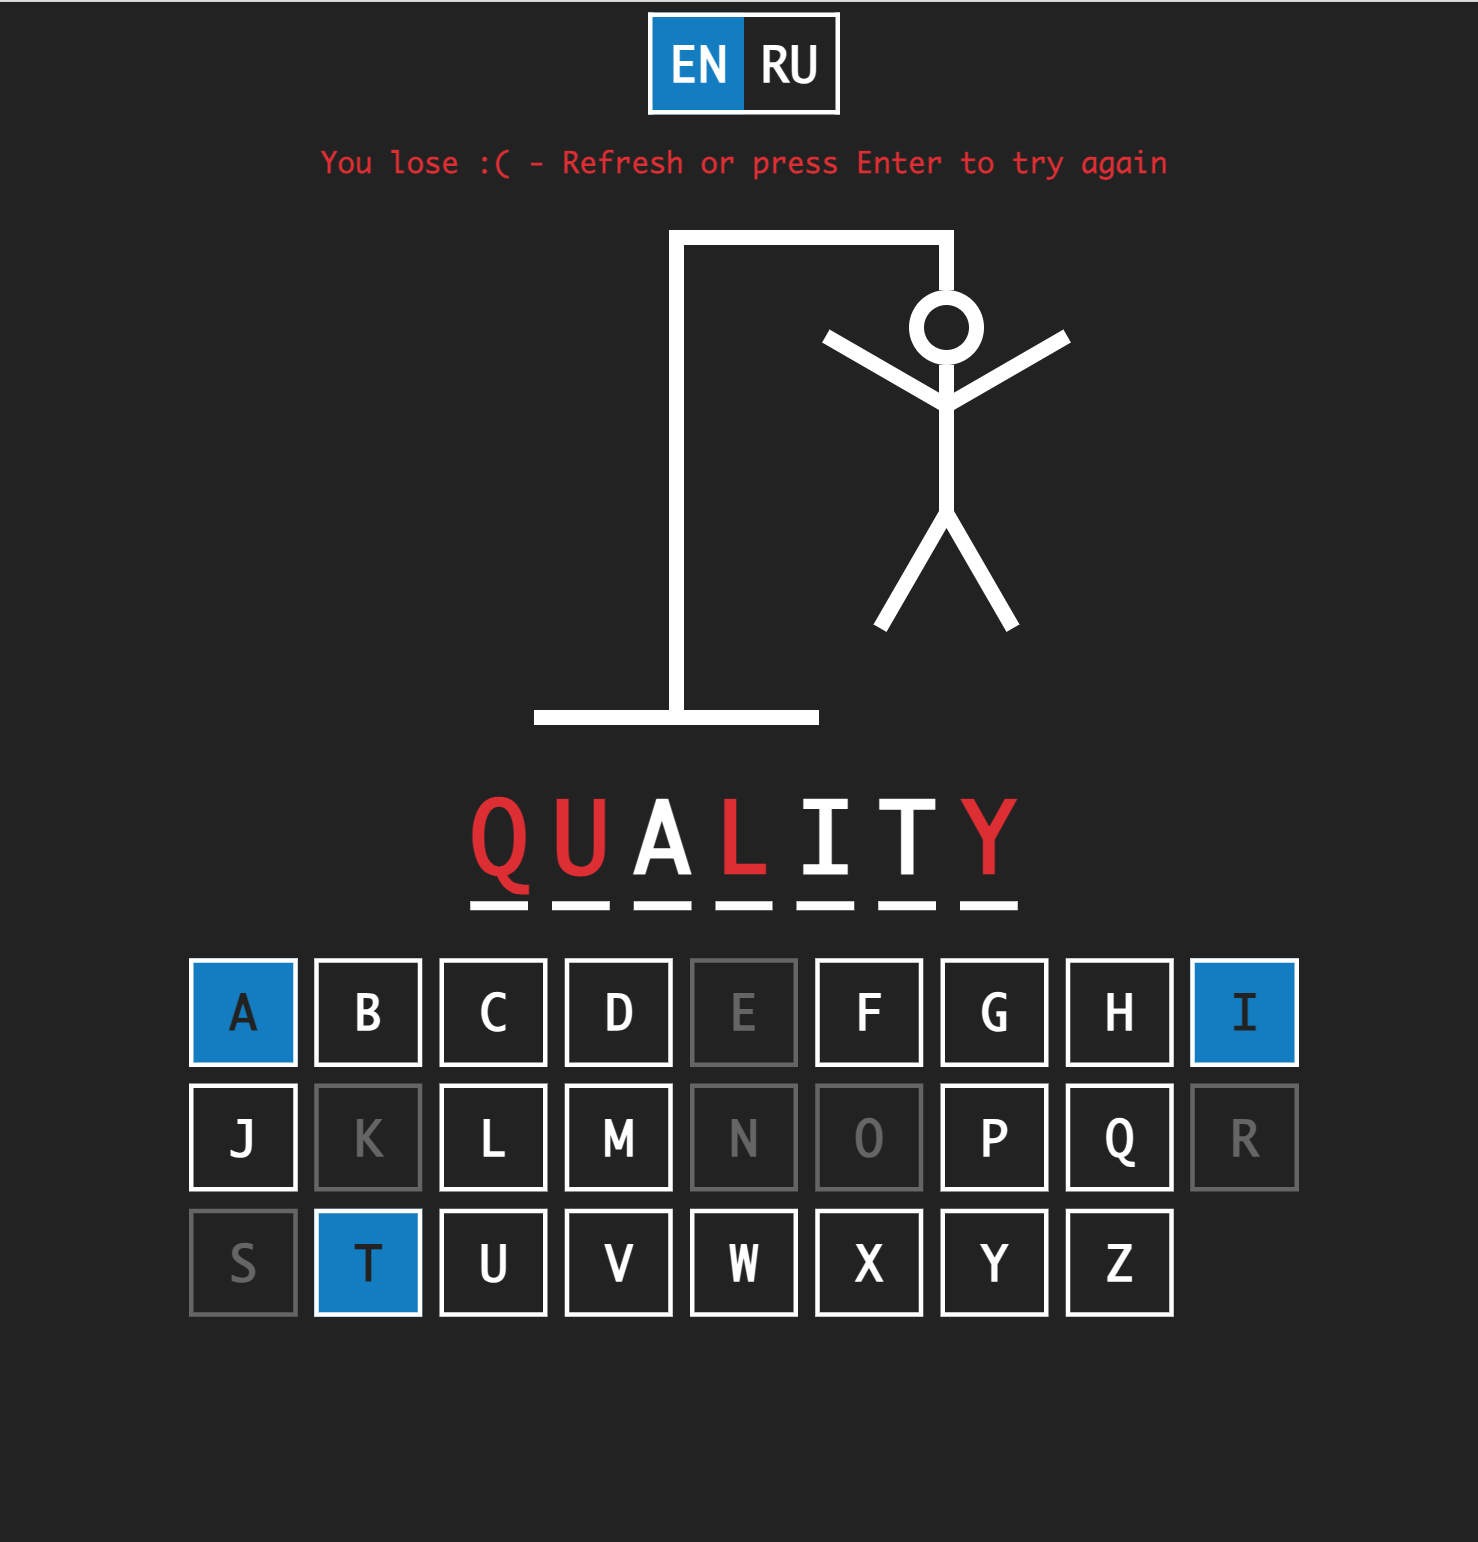 EN RU
You lose :( - Refresh or press Enter to try again
QUALITY
A B C D E F G H I
J K L M N O P Q R
S T U V W X Y Z